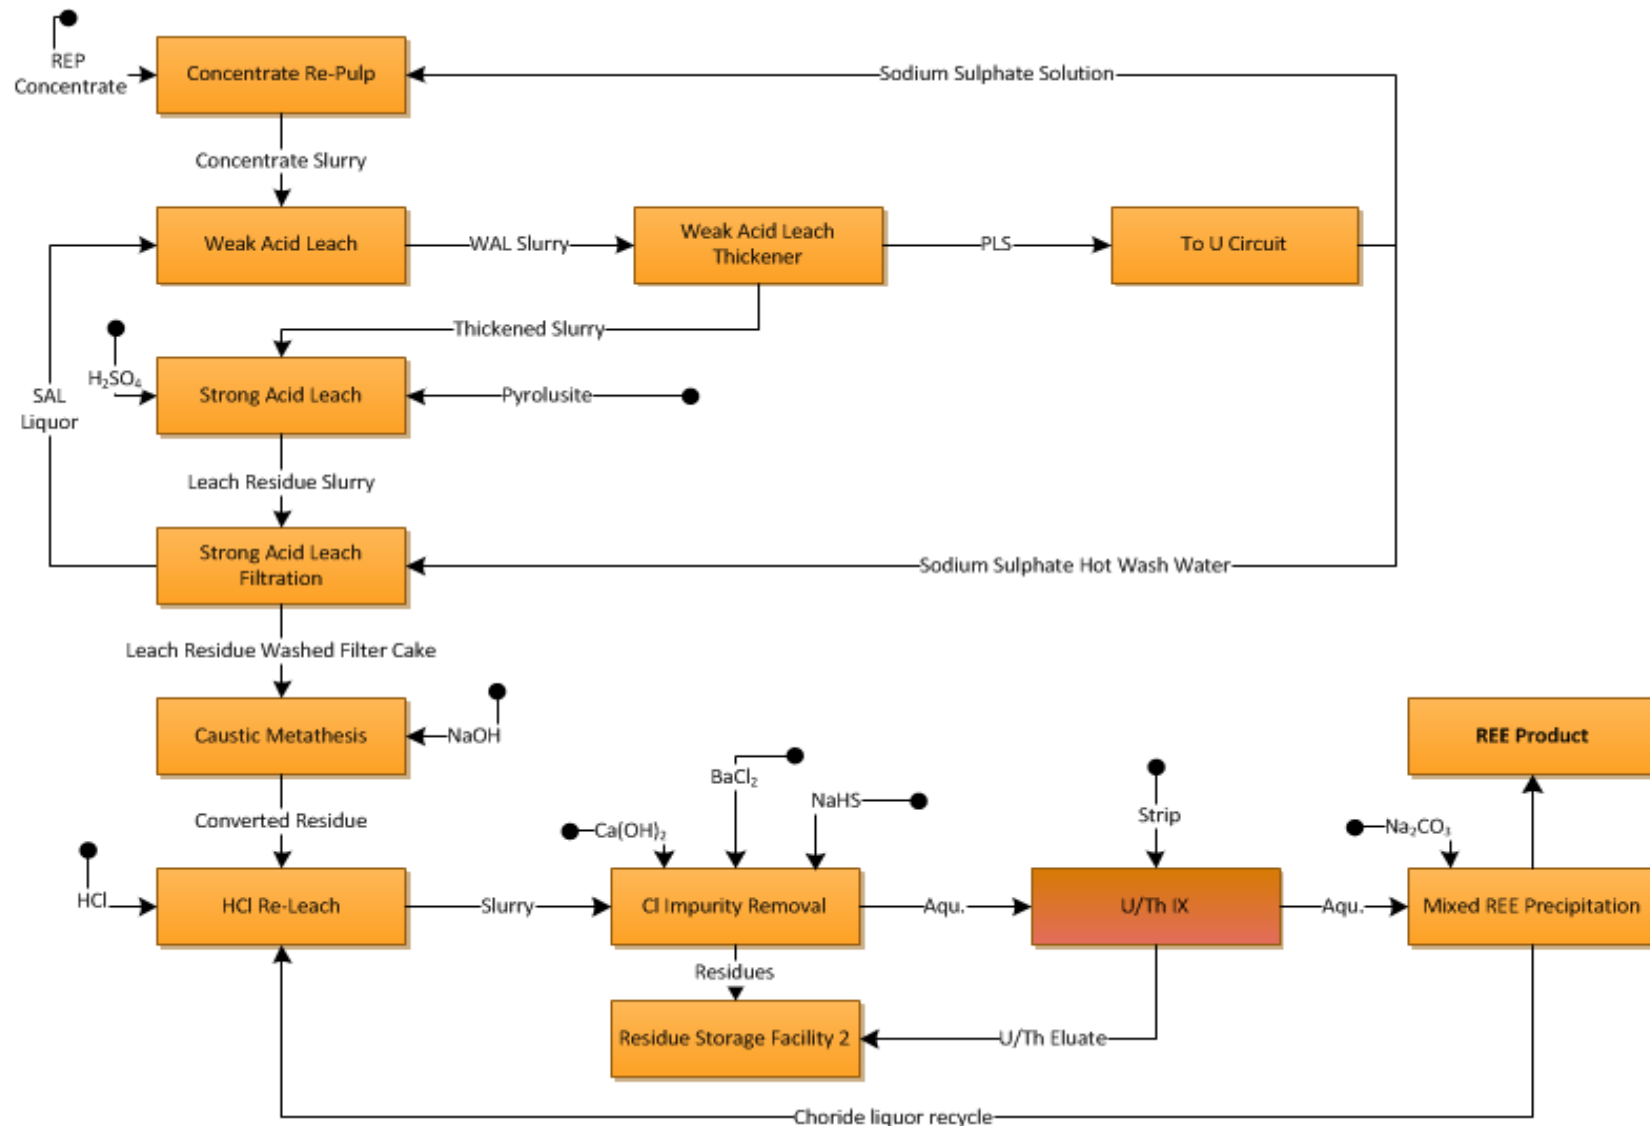 REP
Concentrate
Concentrate Re-Pulp
Sodium Sulphate Solution
Concentrate Slurry
Weak Acid Leach
WAL Slurry
Weak Acid Leach
Thickener
PLS
To U Circuit
Thickened Slurry
H₂SO₄
SAL
Liquor
Strong Acid Leach
Pyrolusite
Leach Residue Slurry
Strong Acid Leach
Filtration
Sodium Sulphate Hot Wash Water
Leach Residue Washed Filter Cake
Caustic Metathesis
NaOH
REE Product
BaCl₂
NaHS
Strip
Converted Residue
Ca(OH)₂
Na₂CO₃
HCl
HCl Re-Leach
Slurry
Cl Impurity Removal
Aqu.
U/Th IX
Aqu.
Mixed REE Precipitation
Residues
Residue Storage Facility 2
U/Th Eluate
Choride liquor recycle